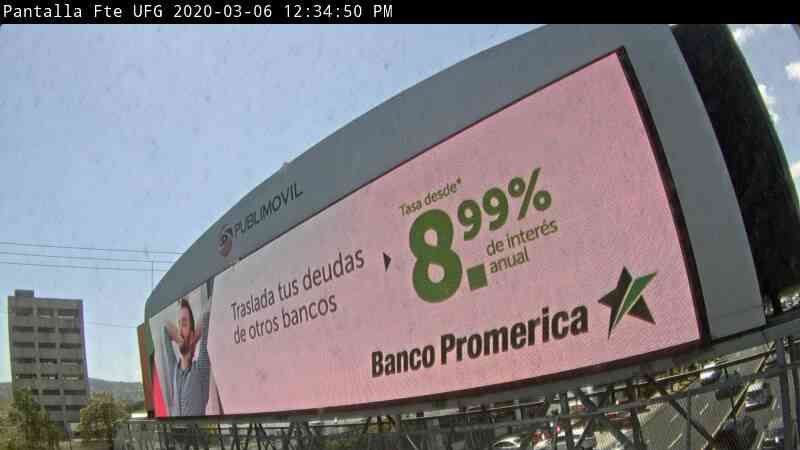 Pantalla Fte UFG 2020-03-06 12:34:50 PM
PUBLIMOVIL
Traslada tus deudas
de otros bancos
Tasa desde*
8.99%
de interés
anual
Banco Promerica